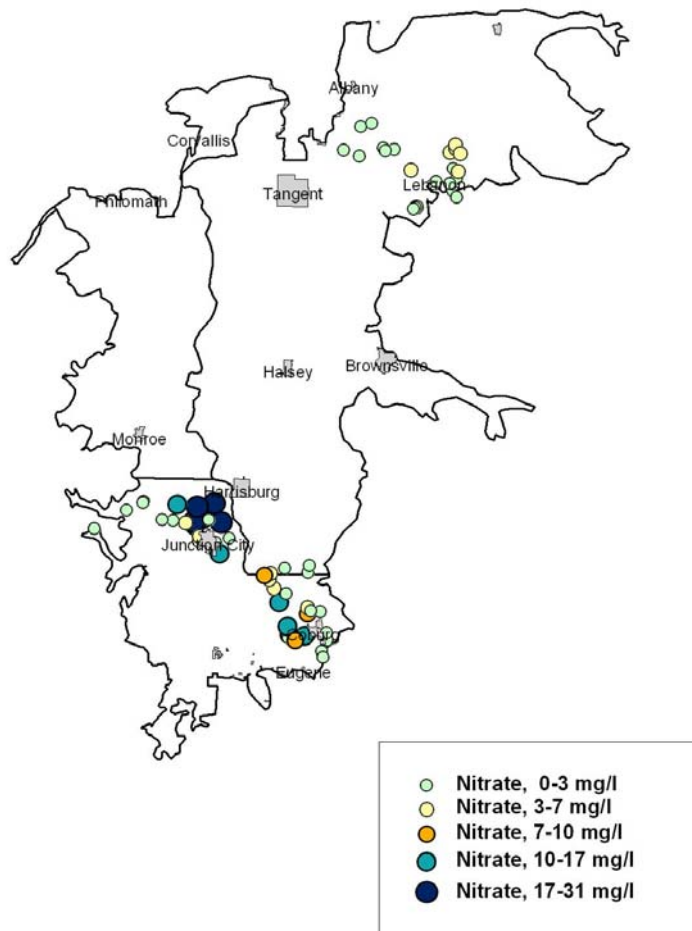 Albany
Corvallis
Lebanon
Tangent
Philomath
Brownsville
Halsey
Monroe
Harrisburg
Junction City
Coburg
Eugene
Nitrate, 0-3 mg/l
Nitrate, 3-7 mg/l
Nitrate, 7-10 mg/l
Nitrate, 10-17 mg/l
Nitrate, 17-31 mg/l